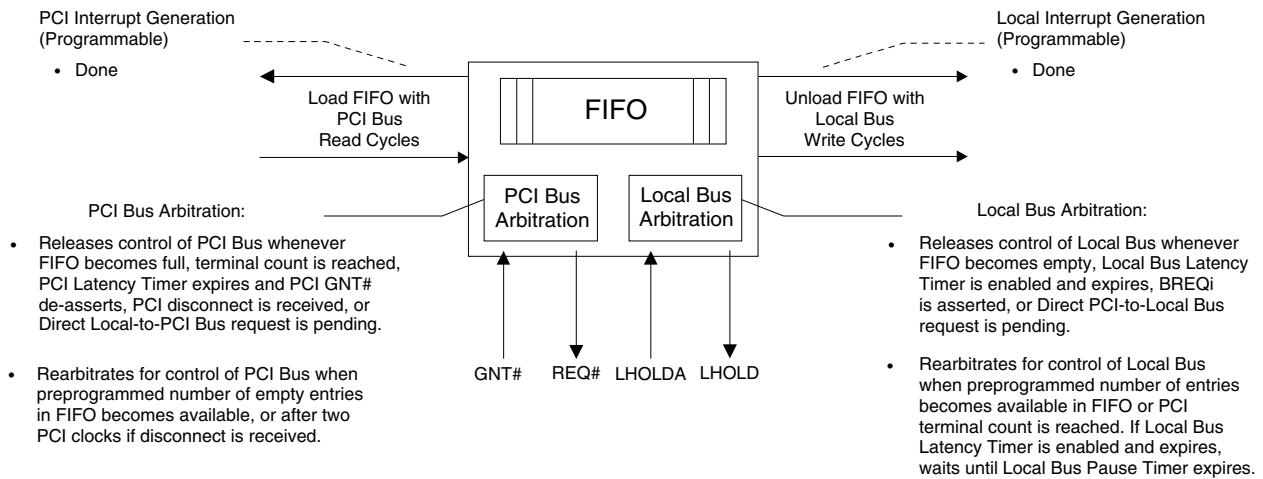 PCI Interrupt Generation
(Programmable)
• Done
Load FIFO with
PCI Bus
Read Cycles
FIFO
Local Interrupt Generation
(Programmable)
• Done
Unload FIFO with
Local Bus
Write Cycles
PCI Bus
Arbitration
Local Bus
Arbitration
GNT#
REQ#
LHOLDA
LHOLD
PCI Bus Arbitration:
• Releases control of PCI Bus whenever
FIFO becomes full, terminal count is reached,
PCI Latency Timer expires and PCI GNT#
de-asserts, PCI disconnect is received, or
Direct Local-to-PCI Bus request is pending.
• Rearbitrates for control of PCI Bus when
preprogrammed number of empty entries
in FIFO becomes available, or after two
PCI clocks if disconnect is received.
Local Bus Arbitration:
• Releases control of Local Bus whenever
FIFO becomes empty, Local Bus Latency
Timer is enabled and expires, BREQi
is asserted, or Direct PCI-to-Local Bus
request is pending.
• Rearbitrates for control of Local Bus
when preprogrammed number of entries
becomes available in FIFO or PCI
terminal count is reached. If Local Bus
Latency Timer is enabled and expires,
waits until Local Bus Pause Timer expires.